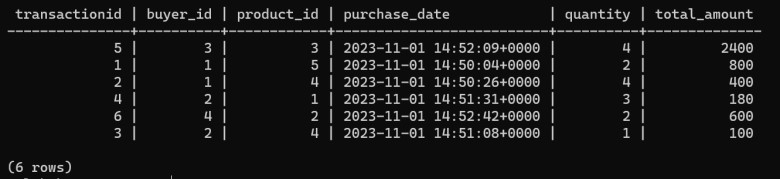 transactionid | buyer_id | product_id | purchase_date | quantity | total_amount
---------------+----------+------------+--------------------------+----------+--------------
5 | 3 | 3 | 2023-11-01 14:52:09+0000 | 4 | 2400
1 | 1 | 5 | 2023-11-01 14:50:04+0000 | 2 | 800
2 | 1 | 4 | 2023-11-01 14:50:26+0000 | 4 | 400
4 | 2 | 1 | 2023-11-01 14:51:31+0000 | 3 | 180
6 | 4 | 2 | 2023-11-01 14:52:42+0000 | 2 | 600
3 | 2 | 4 | 2023-11-01 14:51:08+0000 | 1 | 100
(6 rows)